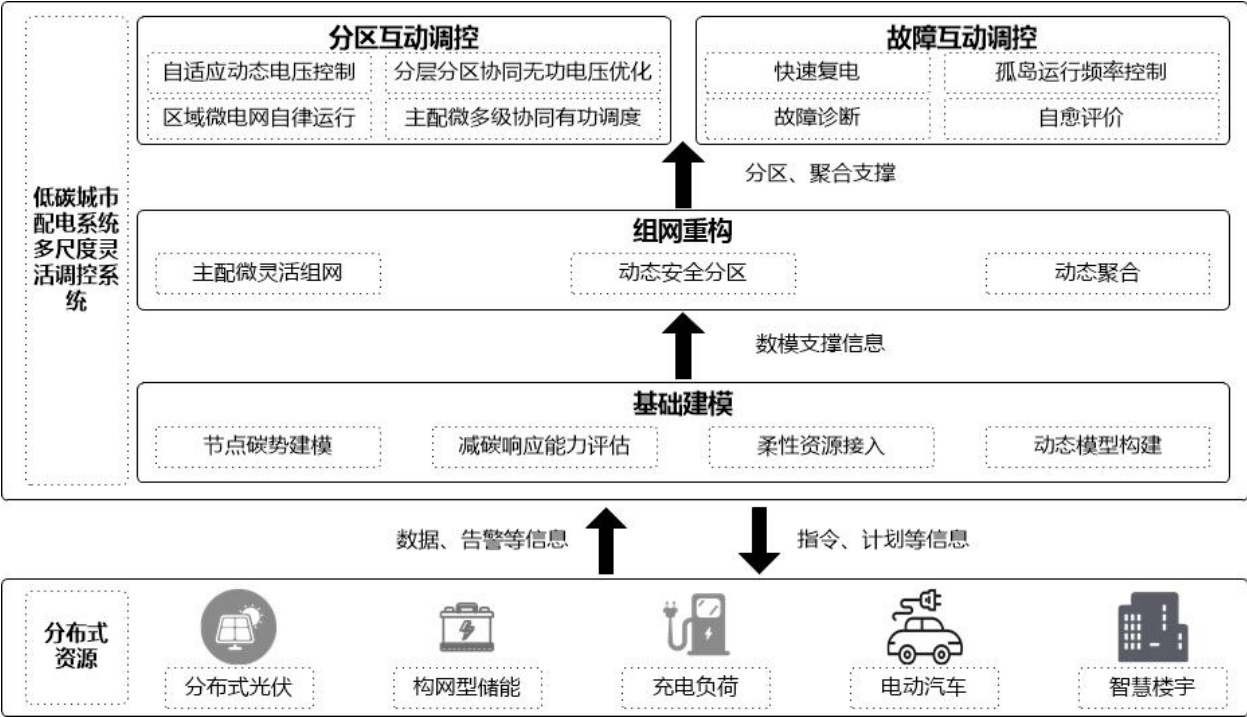 分区互动调控
故障互动调控
自适应动态电压控制
分层分区协同无功电压优化
快速复电
孤岛运行频率控制
区域微电网自律运行
主配微多级协同有功调度
故障诊断
自愈评价
分区、聚合支撑
低碳城市
配电系统
多尺度灵
活调控系
统
组网重构
主配微灵活组网
动态安全分区
动态聚合
数模支撑信息
基础建模
节点碳势建模
减碳响应能力评估
柔性资源接入
动态模型构建
数据、告警等信息
指令、计划等信息
分布式
资源
分布式光伏
构网型储能
充电负荷
电动汽车
智慧楼宇